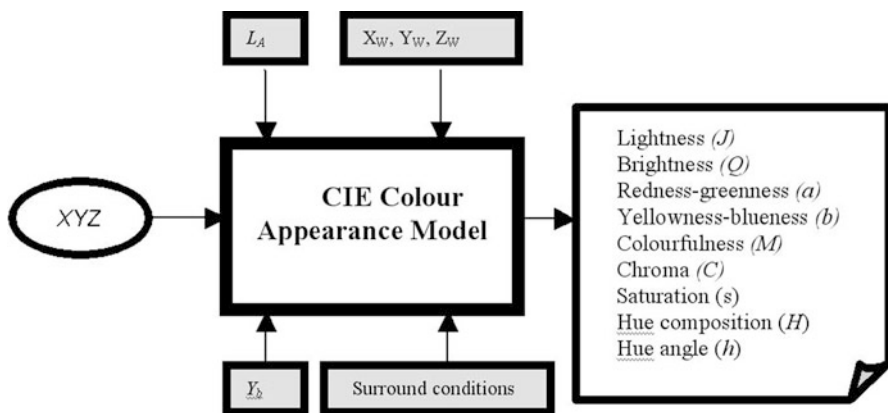 L_A
X_W, Y_W, Z_W
XYZ
CIE Colour
Appearance Model
Lightness (J)
Brightness (Q)
Redness-greenness (a)
Yellowness-blueness (b)
Colourfulness (M)
Chroma (C)
Saturation (s)
Hue composition (H)
Hue angle (h)
Y_b
Surround conditions